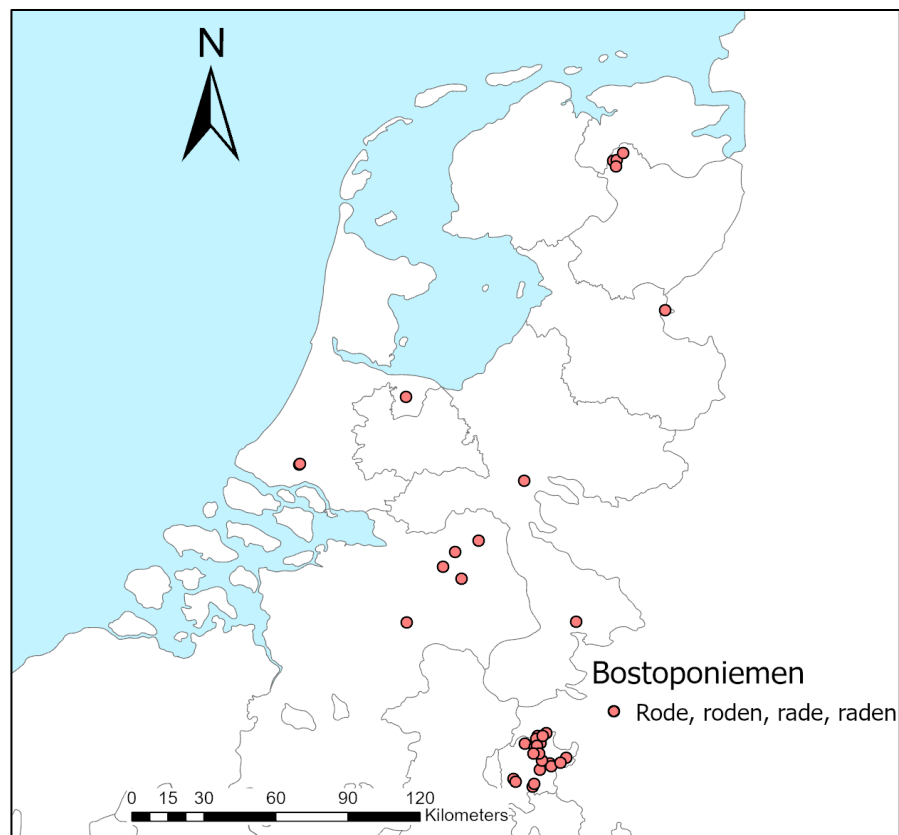 N
Bostoponiemen
Rode, roden, rade, raden
0 15 30 60 90 120
Kilometers